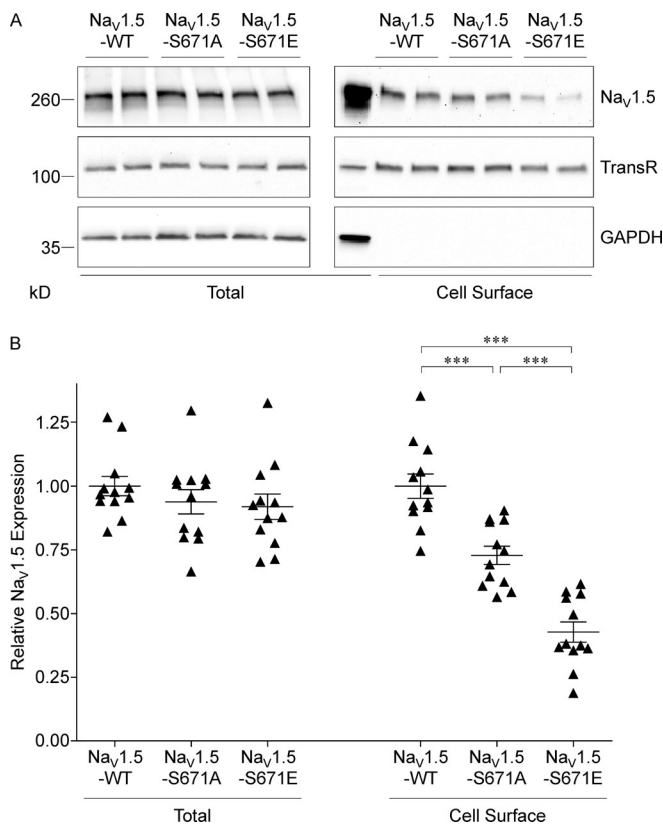 A
Nav1.5 Nav1.5 Nav1.5
-WT -S671A -S671E
Nav1.5 Nav1.5 Nav1.5
-WT -S671A -S671E
260
Nav1.5
100
TransR
35
GAPDH
kD Total Cell Surface
B
***
*** ***
Relative Nav1.5 Expression
1.25
1.00
0.75
0.50
0.25
0.00
Nav1.5 Nav1.5 Nav1.5
-WT -S671A -S671E
Total
Nav1.5 Nav1.5 Nav1.5
-WT -S671A -S671E
Cell Surface